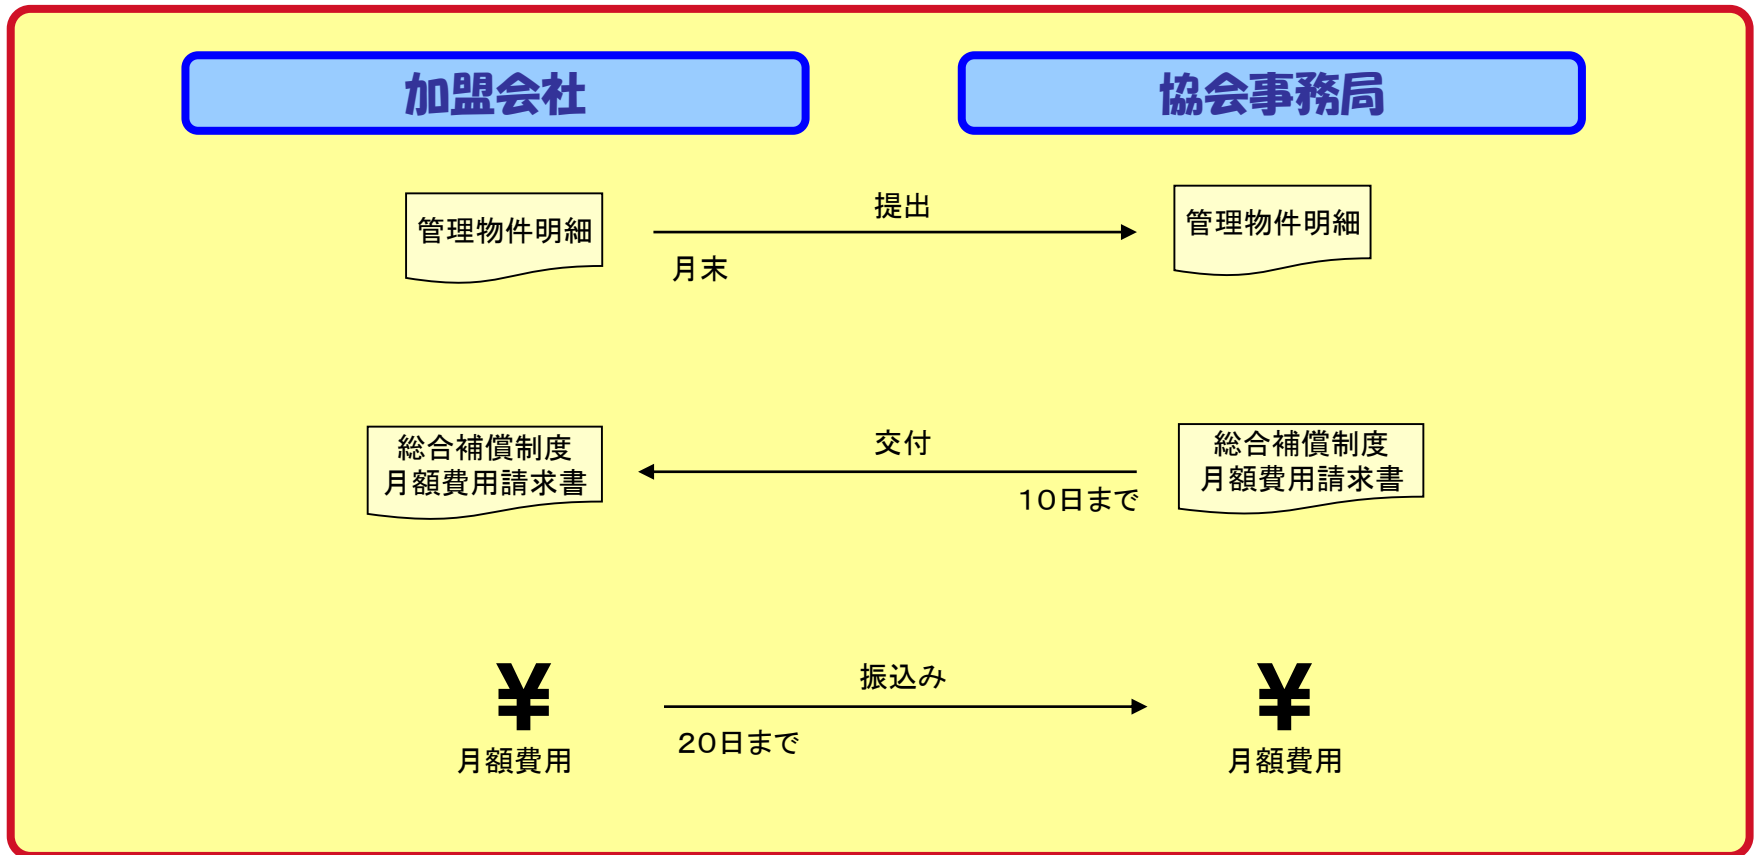 加盟会社
協会事務局
管理物件明細
提出
管理物件明細
月末
総合補償制度
月額費用請求書
交付
総合補償制度
月額費用請求書
10日まで
¥
振込み
¥
20日まで
月額費用
月額費用